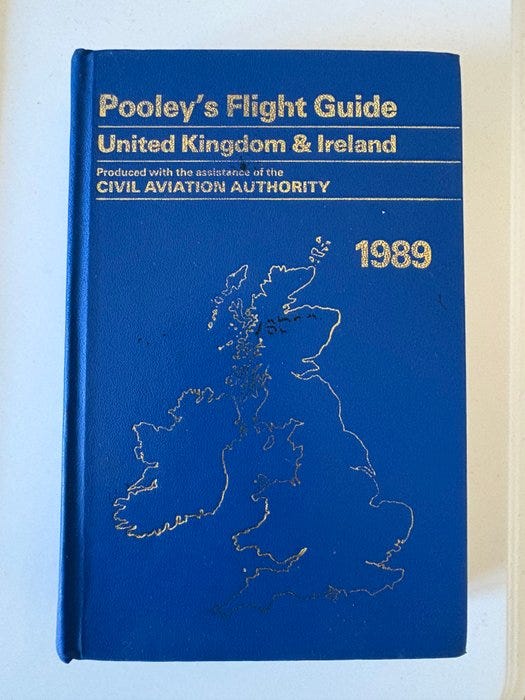 Pooley's Flight Guide
United Kingdom & Ireland
Produced with the assistance of the
CIVIL AVIATION AUTHORITY
1989